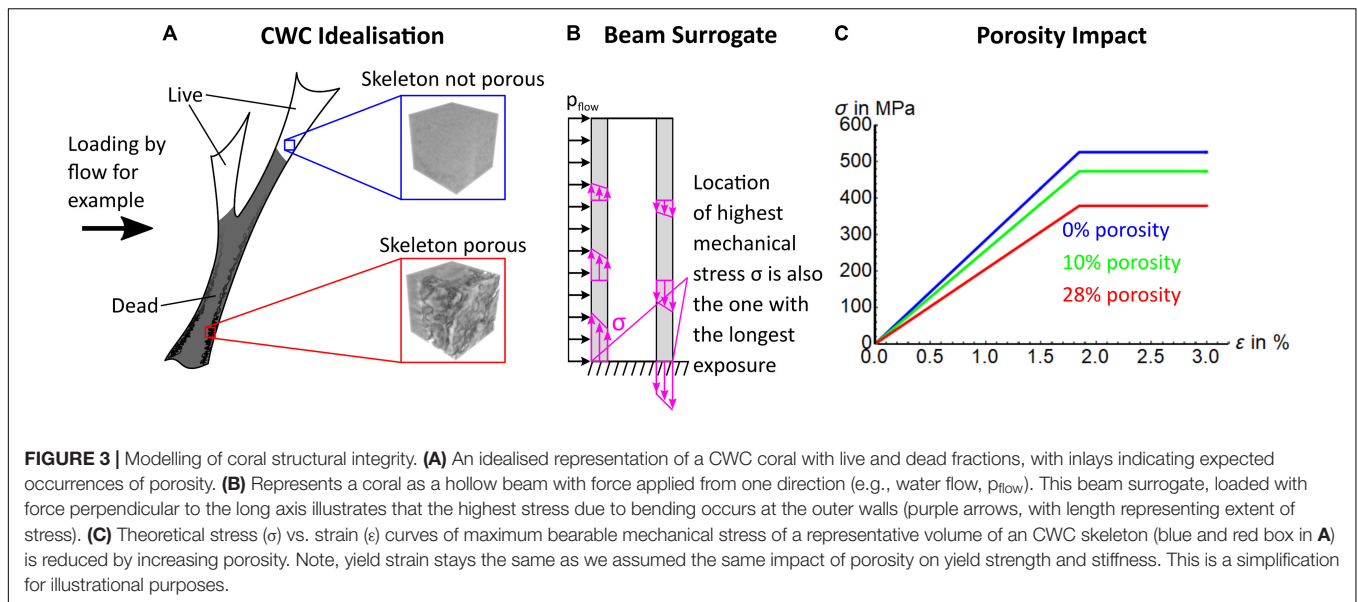 A
CWC Idealisation
Live
Skeleton not porous
Loading by
flow for
example
Skeleton porous
Dead
B
Beam Surrogate
pflow
Location
of highest
mechanical
stress σ is also
the one with
the longest
exposure
σ
C
Porosity Impact
σ in MPa
600
500
400
300
200
100
0
0% porosity
10% porosity
28% porosity
0.0 0.5 1.0 1.5 2.0 2.5 3.0
ε in %
FIGURE 3 | Modelling of coral structural integrity. (A) An idealised representation of a CWC coral with live and dead fractions, with inlays indicating expected
occurrences of porosity. (B) Represents a coral as a hollow beam with force applied from one direction (e.g., water flow, pflow). This beam surrogate, loaded with
force perpendicular to the long axis illustrates that the highest stress due to bending occurs at the outer walls (purple arrows, with length representing extent of
stress). (C) Theoretical stress (σ) vs. strain (ε) curves of maximum bearable mechanical stress of a representative volume of an CWC skeleton (blue and red box in A)
is reduced by increasing porosity. Note, yield strain stays the same as we assumed the same impact of porosity on yield strength and stiffness. This is a simplification
for illustrational purposes.